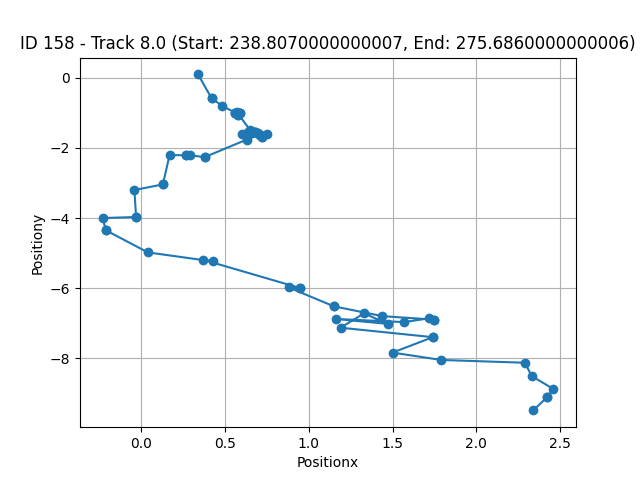 ID 158 - Track 8.0 (Start: 238.8070000000007, End: 275.6860000000006)
0
−2
−4
−6
−8
Positiony
0.0 0.5 1.0 1.5 2.0 2.5
Positionx